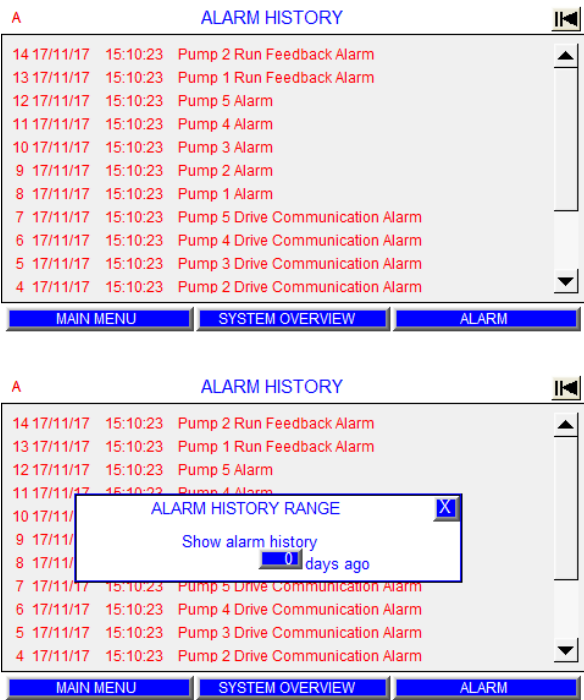 A ALARM HISTORY
14 17/11/17 15:10:23 Pump 2 Run Feedback Alarm
13 17/11/17 15:10:23 Pump 1 Run Feedback Alarm
12 17/11/17 15:10:23 Pump 5 Alarm
11 17/11/17 15:10:23 Pump 4 Alarm
10 17/11/17 15:10:23 Pump 3 Alarm
9 17/11/17 15:10:23 Pump 2 Alarm
8 17/11/17 15:10:23 Pump 1 Alarm
7 17/11/17 15:10:23 Pump 5 Drive Communication Alarm
6 17/11/17 15:10:23 Pump 4 Drive Communication Alarm
5 17/11/17 15:10:23 Pump 3 Drive Communication Alarm
4 17/11/17 15:10:23 Pump 2 Drive Communication Alarm
MAIN MENU SYSTEM OVERVIEW ALARM
A ALARM HISTORY
14 17/11/17 15:10:23 Pump 2 Run Feedback Alarm
13 17/11/17 15:10:23 Pump 1 Run Feedback Alarm
12 17/11/17 15:10:23 Pump 5 Alarm
11 17/11/17 15:10:23 Pump 4 Alarm
10 17/11/
ALARM HISTORY RANGE X
9 17/11/
Show alarm history
8 17/11/
0 days ago
7 17/11/17 15:10:23 Pump 5 Drive Communication Alarm
6 17/11/17 15:10:23 Pump 4 Drive Communication Alarm
5 17/11/17 15:10:23 Pump 3 Drive Communication Alarm
4 17/11/17 15:10:23 Pump 2 Drive Communication Alarm
MAIN MENU SYSTEM OVERVIEW ALARM